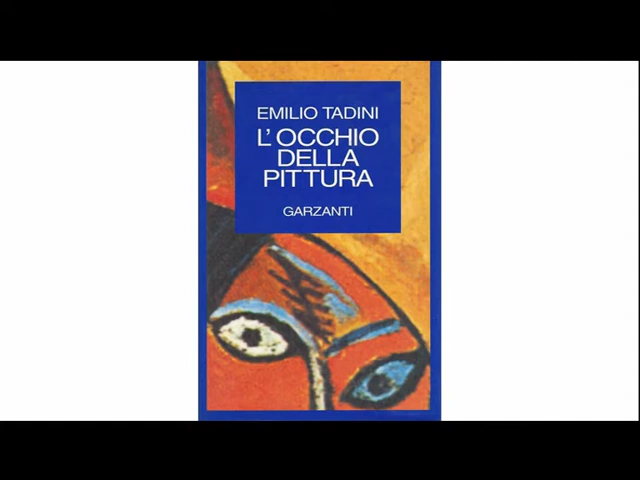 EMILIO TADINI
L'OCCHIO
DELLA
PITTURA
GARZANTI